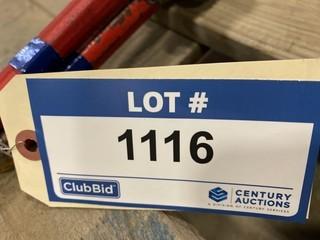 LOT #
1116
ClubBid
CENTURY
AUCTIONS
A DIVISION OF CENTURY SERVICES